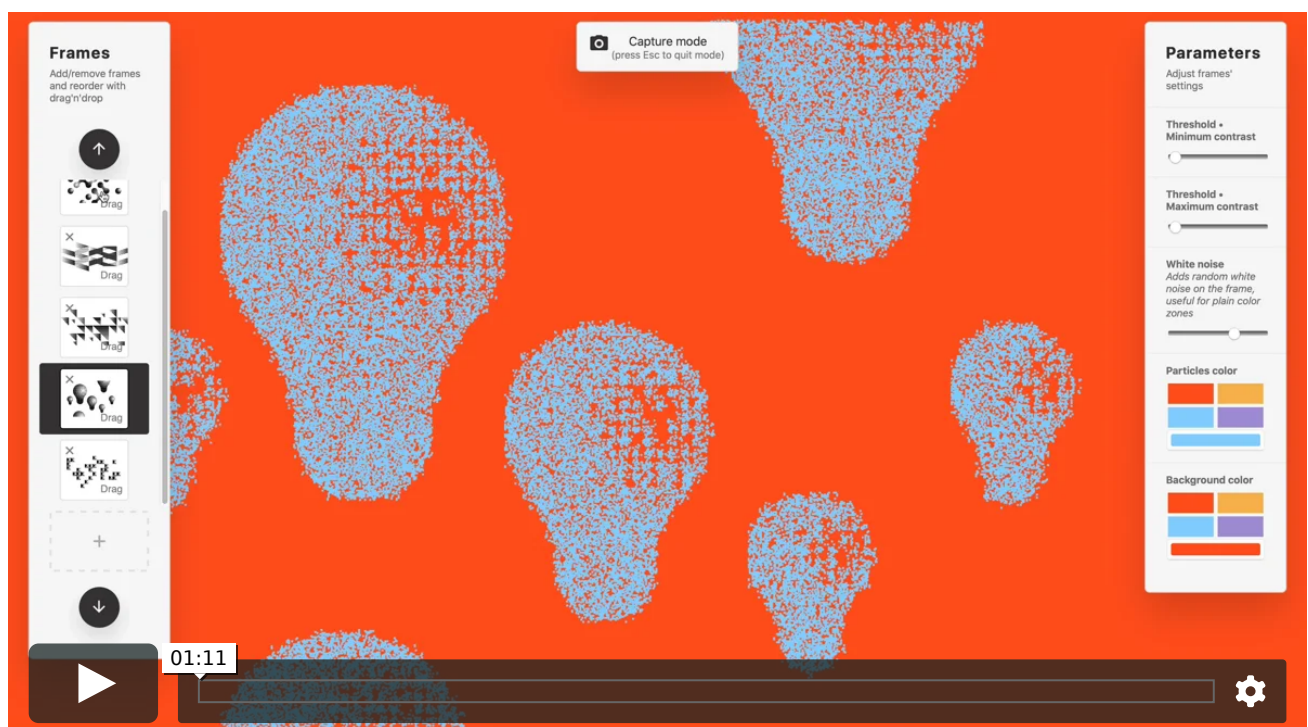 Frames
Add/remove frames
and reorder with
drag'n'drop
Drag
Drag
Drag
Drag
Drag
Capture mode
(press Esc to quit mode)
Parameters
Adjust frames'
settings
Threshold •
Minimum contrast
Threshold •
Maximum contrast
White noise
Adds random white
noise on the frame,
useful for plain color
zones
Particles color
Background color
01:11